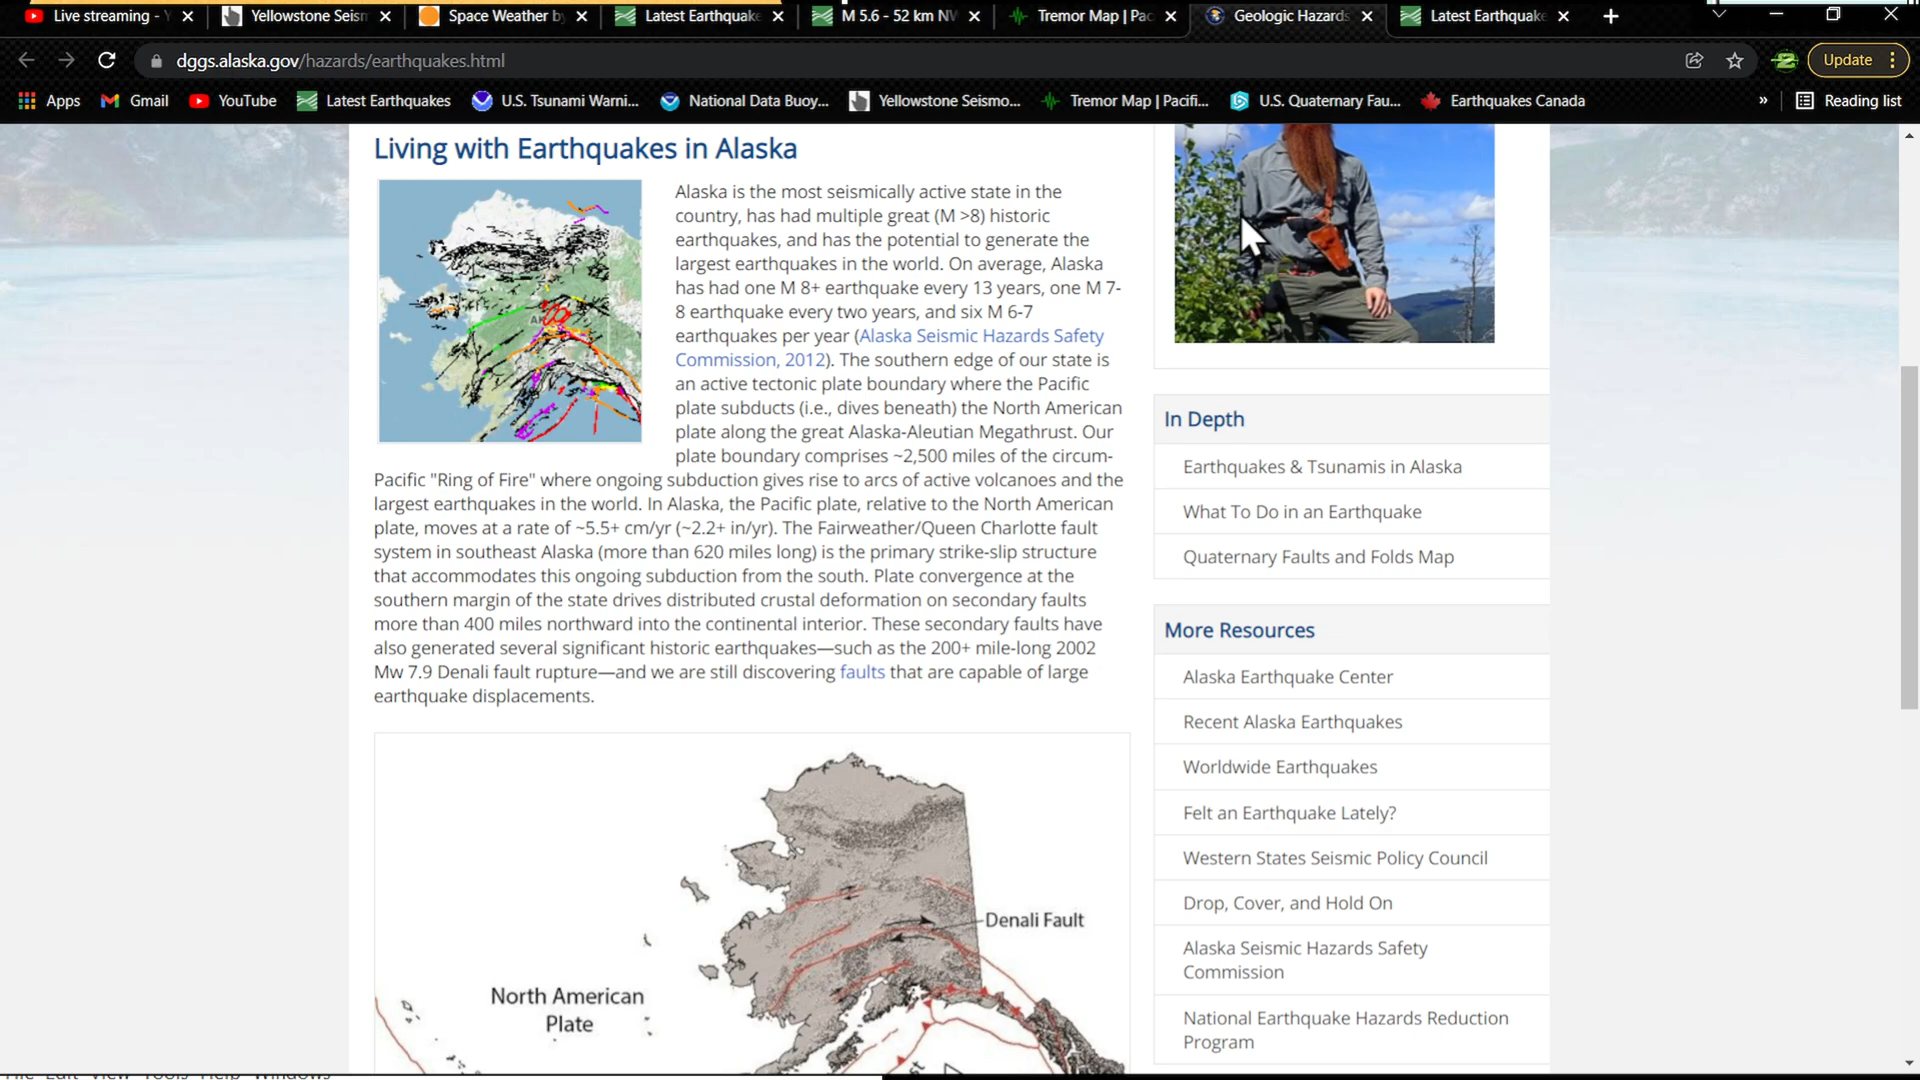 Live streaming - Y
Yellowstone Seism
Space Weather by
Latest Earthquake
M 5.6 - 52 km NW
Tremor Map | Pac
Geologic Hazards
Latest Earthquake
dggs.alaska.gov/hazards/earthquakes.html
Update
Apps
Gmail
YouTube
Latest Earthquakes
U.S. Tsunami Warni...
National Data Buoy...
Yellowstone Seismo...
Tremor Map | Pacifi...
U.S. Quaternary Fau...
Earthquakes Canada
»
Reading list
Living with Earthquakes in Alaska
Alaska is the most seismically active state in the
country, has had multiple great (M >8) historic
earthquakes, and has the potential to generate the
largest earthquakes in the world. On average, Alaska
has had one M 8+ earthquake every 13 years, one M 7-
8 earthquake every two years, and six M 6-7
earthquakes per year (Alaska Seismic Hazards Safety
Commission, 2012). The southern edge of our state is
an active tectonic plate boundary where the Pacific
plate subducts (i.e., dives beneath) the North American
plate along the great Alaska-Aleutian Megathrust. Our
plate boundary comprises ~2,500 miles of the circum-
Pacific "Ring of Fire" where ongoing subduction gives rise to arcs of active volcanoes and the
largest earthquakes in the world. In Alaska, the Pacific plate, relative to the North American
plate, moves at a rate of ~5.5+ cm/yr (~2.2+ in/yr). The Fairweather/Queen Charlotte fault
system in southeast Alaska (more than 620 miles long) is the primary strike-slip structure
that accommodates this ongoing subduction from the south. Plate convergence at the
southern margin of the state drives distributed crustal deformation on secondary faults
more than 400 miles northward into the continental interior. These secondary faults have
also generated several significant historic earthquakes—such as the 200+ mile-long 2002
Mw 7.9 Denali fault rupture—and we are still discovering faults that are capable of large
earthquake displacements.
Denali Fault
North American
Plate
In Depth
Earthquakes & Tsunamis in Alaska
What To Do in an Earthquake
Quaternary Faults and Folds Map
More Resources
Alaska Earthquake Center
Recent Alaska Earthquakes
Worldwide Earthquakes
Felt an Earthquake Lately?
Western States Seismic Policy Council
Drop, Cover, and Hold On
Alaska Seismic Hazards Safety
Commission
National Earthquake Hazards Reduction
Program